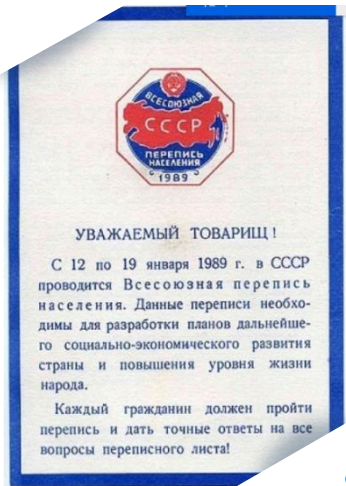 ВСЕСОЮЗНАЯ
СССР
ПЕРЕПИСЬ
НАСЕЛЕНИЯ
1989
УВАЖАЕМЫЙ ТОВАРИЩ!
С 12 по 19 января 1989 г. в СССР
проводится Всесоюзная перепись
населения. Данные переписи необхо-
димы для разработки планов дальнейше-
го социально-экономического развития
страны и повышения уровня жизни
народа.
Каждый гражданин должен пройти
перепись и дать точные ответы на все
вопросы переписного листа!